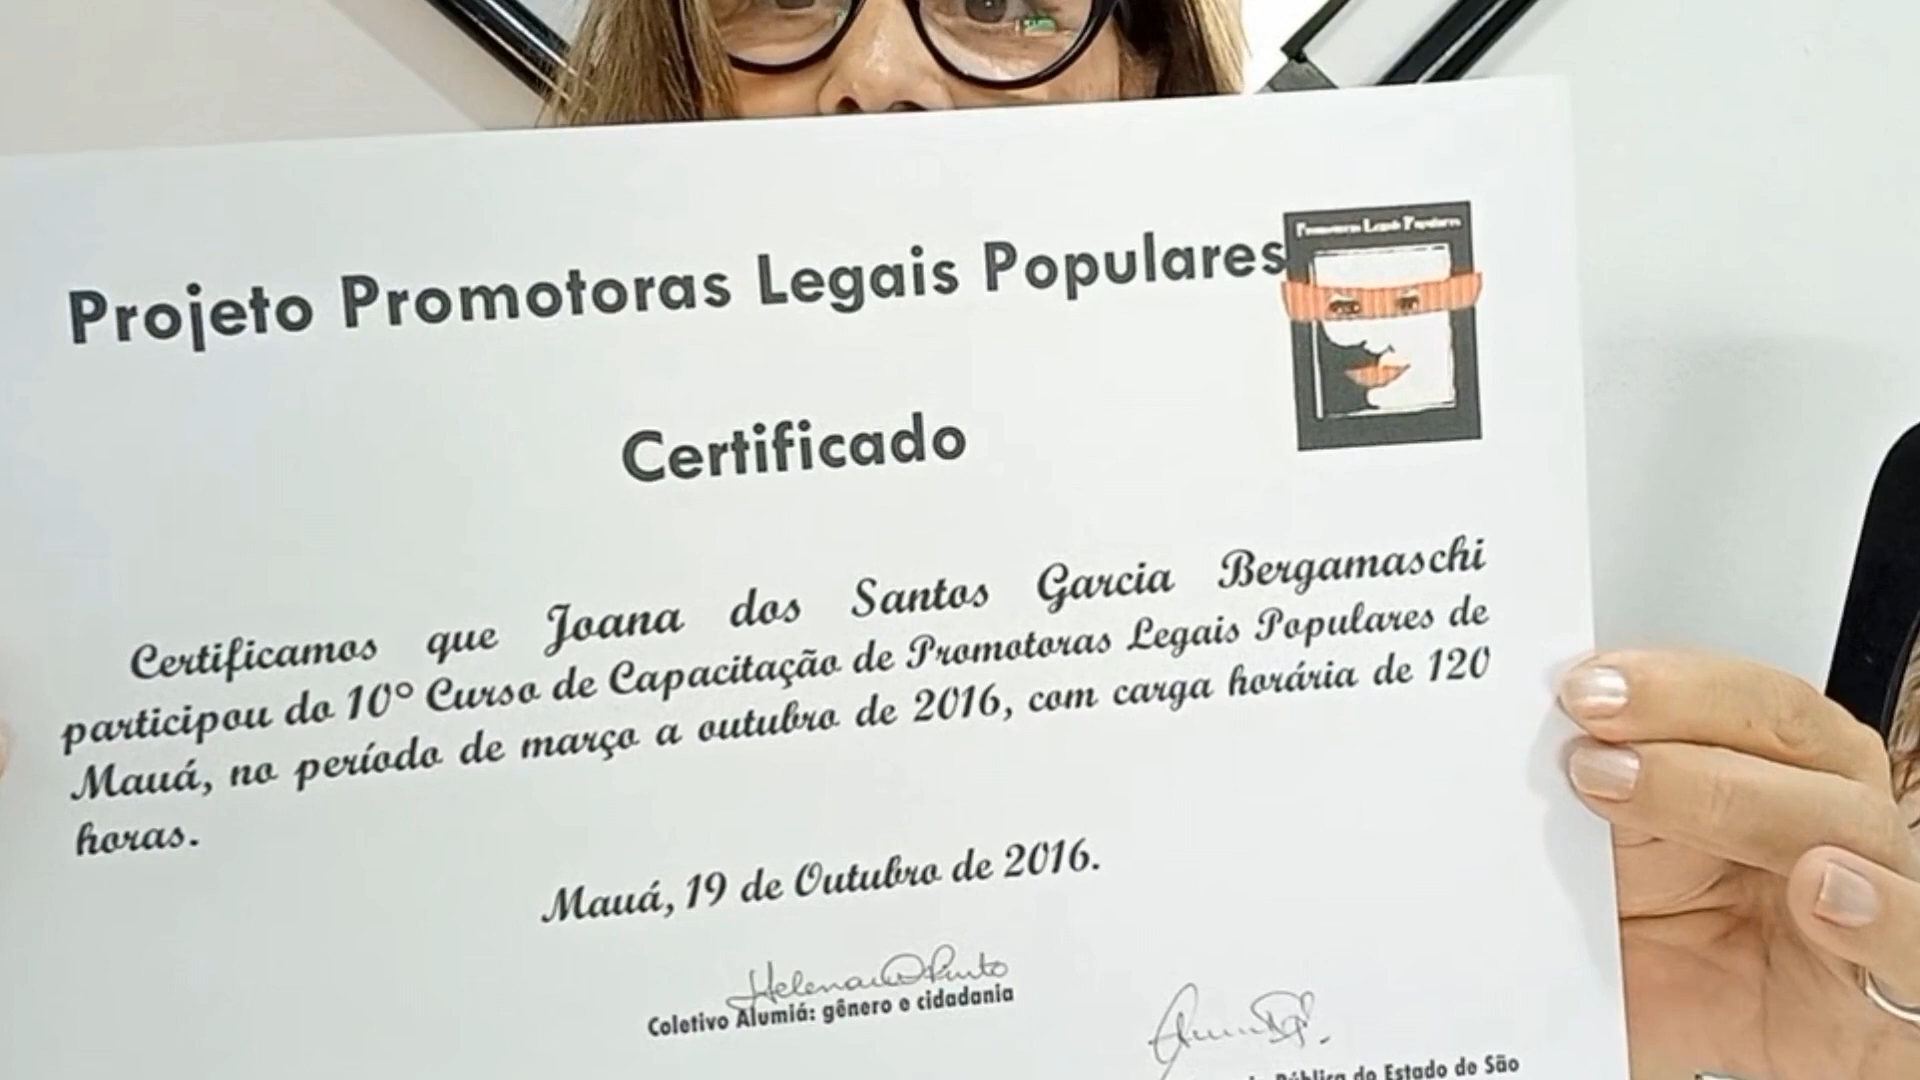 Projeto Promotoras Legais Populares
Promotoras Legais Populares
Certificado
Certificamos que Joana dos Santos Garcia Bergamaschi
participou do 10º Curso de Capacitação de Promotoras Legais Populares de
Mauá, no período de março a outubro de 2016, com carga horária de 120
horas.
Mauá, 19 de Outubro de 2016.
Coletivo Alumiá: gênero e cidadania
Pública do Estado de São